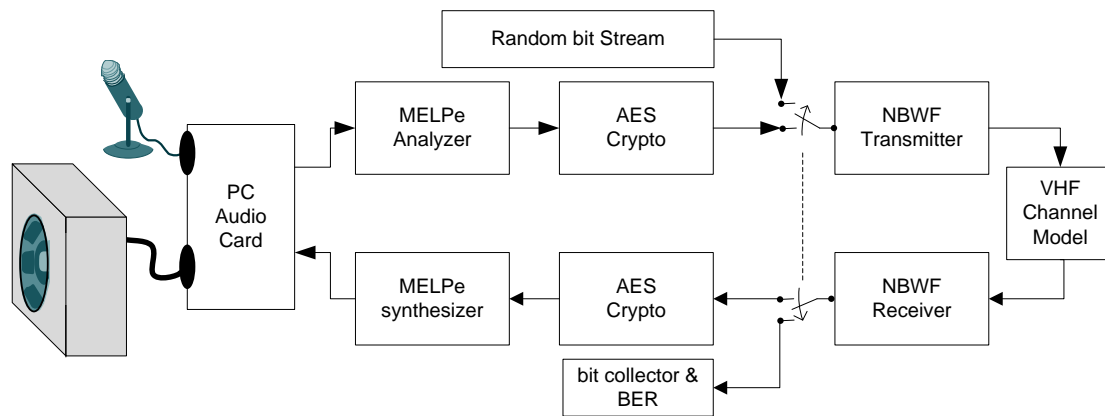 Random bit Stream
MELPe
Analyzer
AES
Crypto
NBWF
Transmitter
PC
Audio
Card
VHF
Channel
Model
MELPe
synthesizer
AES
Crypto
NBWF
Receiver
bit collector &
BER